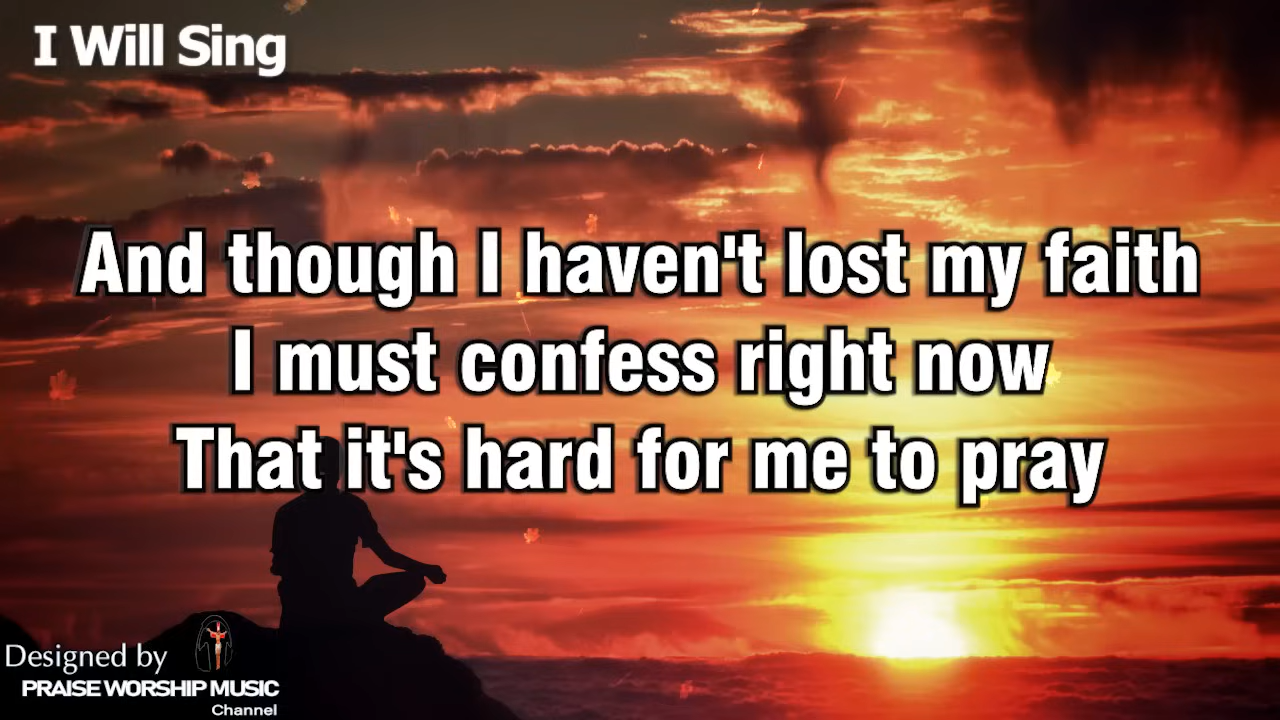 I Will Sing
And though I haven't lost my faith
I must confess right now
That it's hard for me to pray
Designed by
PRAISE WORSHIP MUSIC
Channel